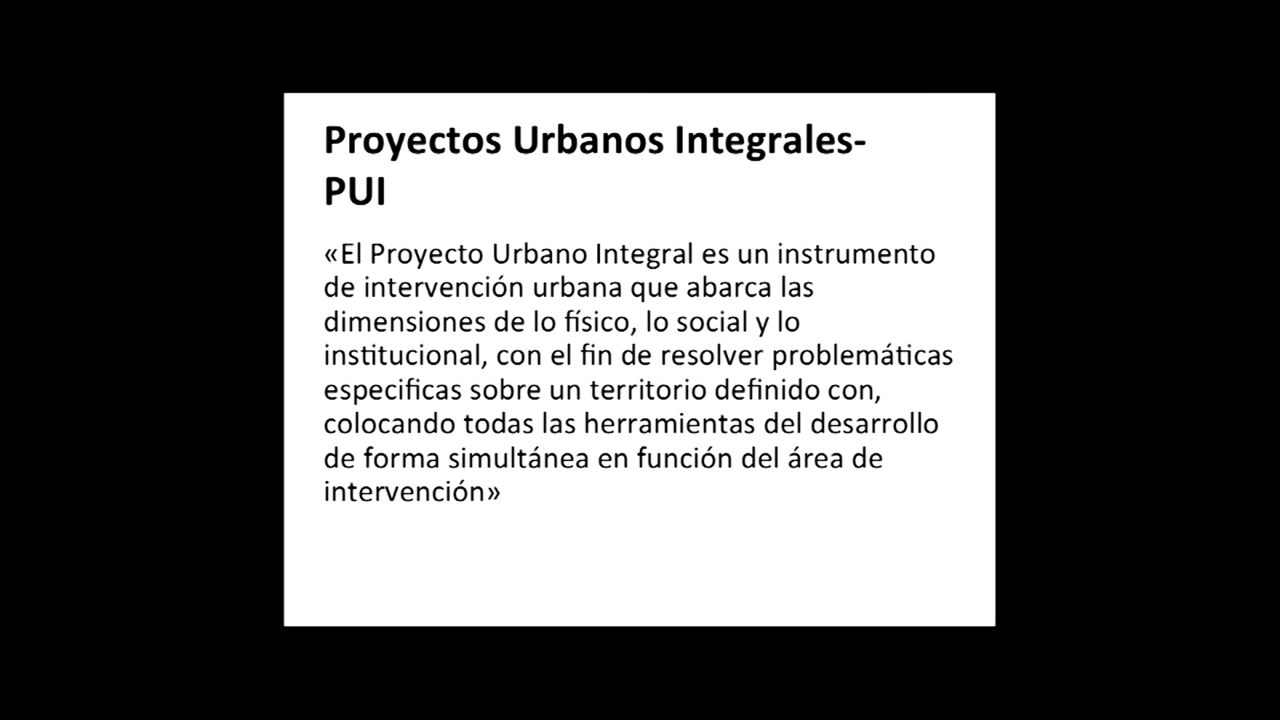 Proyectos Urbanos Integrales-
PUI
«El Proyecto Urbano Integral es un instrumento
de intervención urbana que abarca las
dimensiones de lo físico, lo social y lo
institucional, con el fin de resolver problemáticas
especificas sobre un territorio definido con,
colocando todas las herramientas del desarrollo
de forma simultánea en función del área de
intervención»